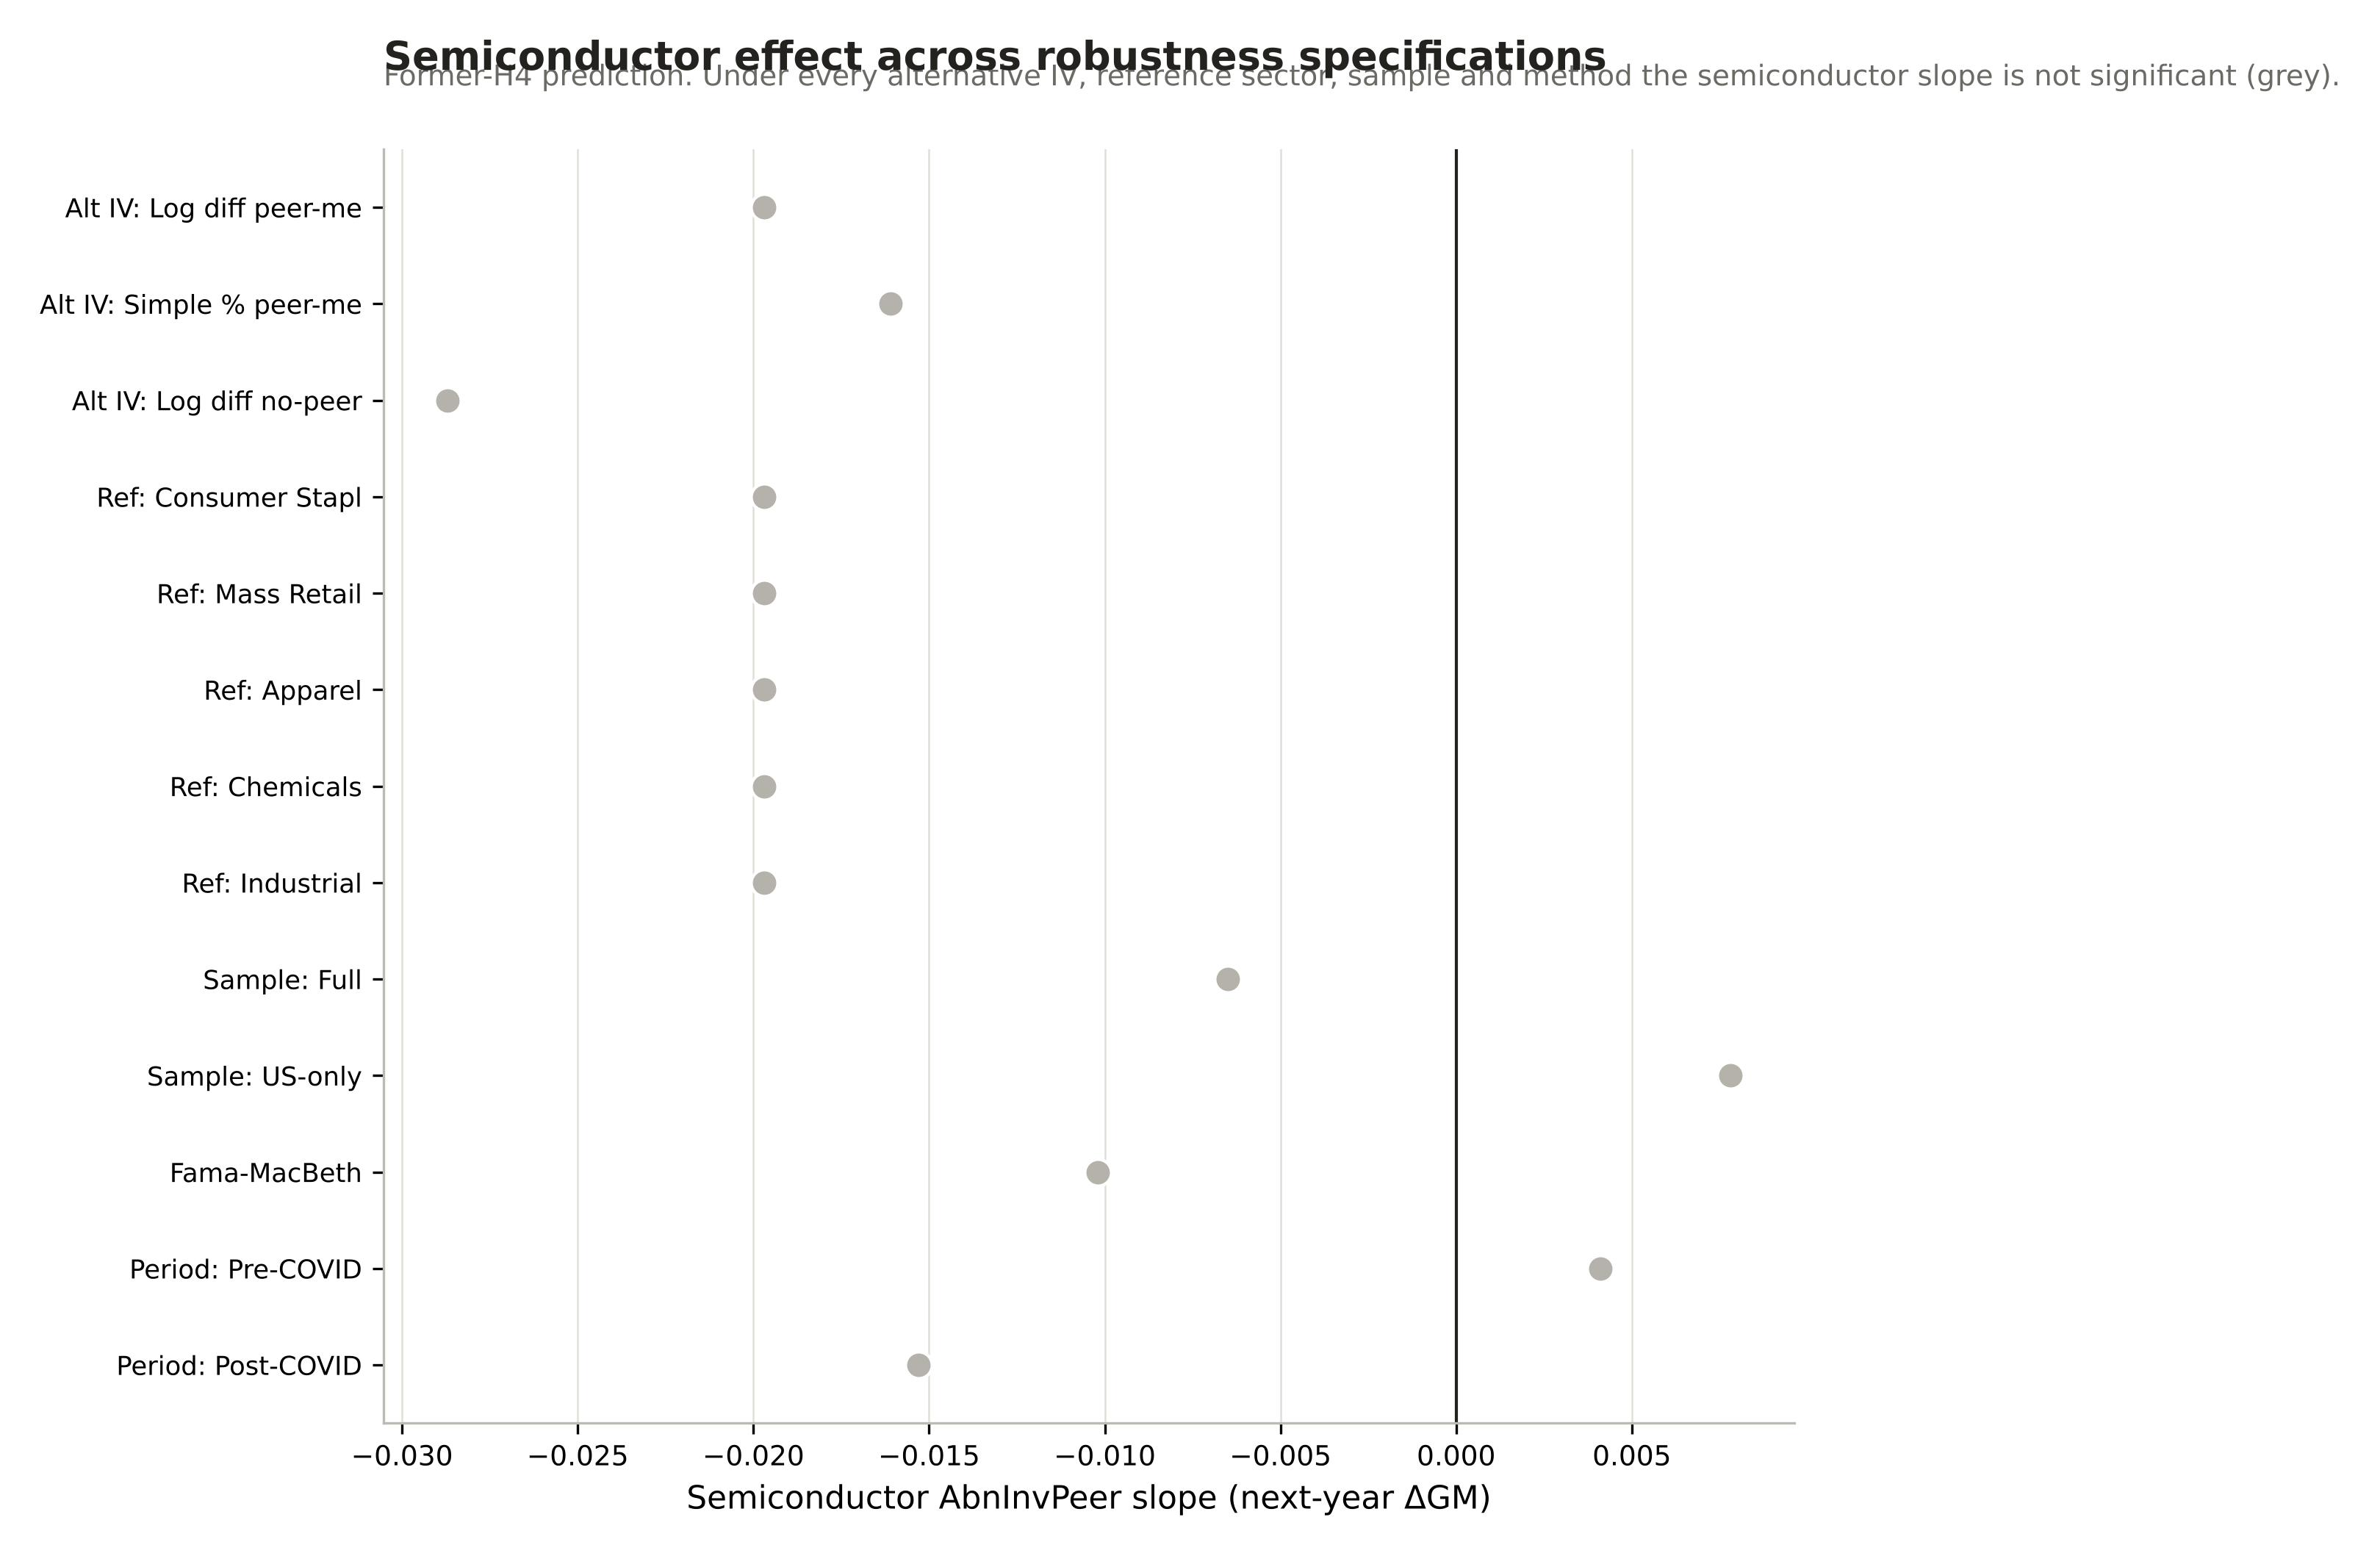 Semiconductor effect across robustness specifications
Former-H4 prediction. Under every alternative IV, reference sector, sample and method the semiconductor slope is not significant (grey).
Alt IV: Log diff peer-me
Alt IV: Simple % peer-me
Alt IV: Log diff no-peer
Ref: Consumer Stapl
Ref: Mass Retail
Ref: Apparel
Ref: Chemicals
Ref: Industrial
Sample: Full
Sample: US-only
Fama-MacBeth
Period: Pre-COVID
Period: Post-COVID
−0.030 −0.025 −0.020 −0.015 −0.010 −0.005 0.000 0.005
Semiconductor AbnInvPeer slope (next-year ΔGM)